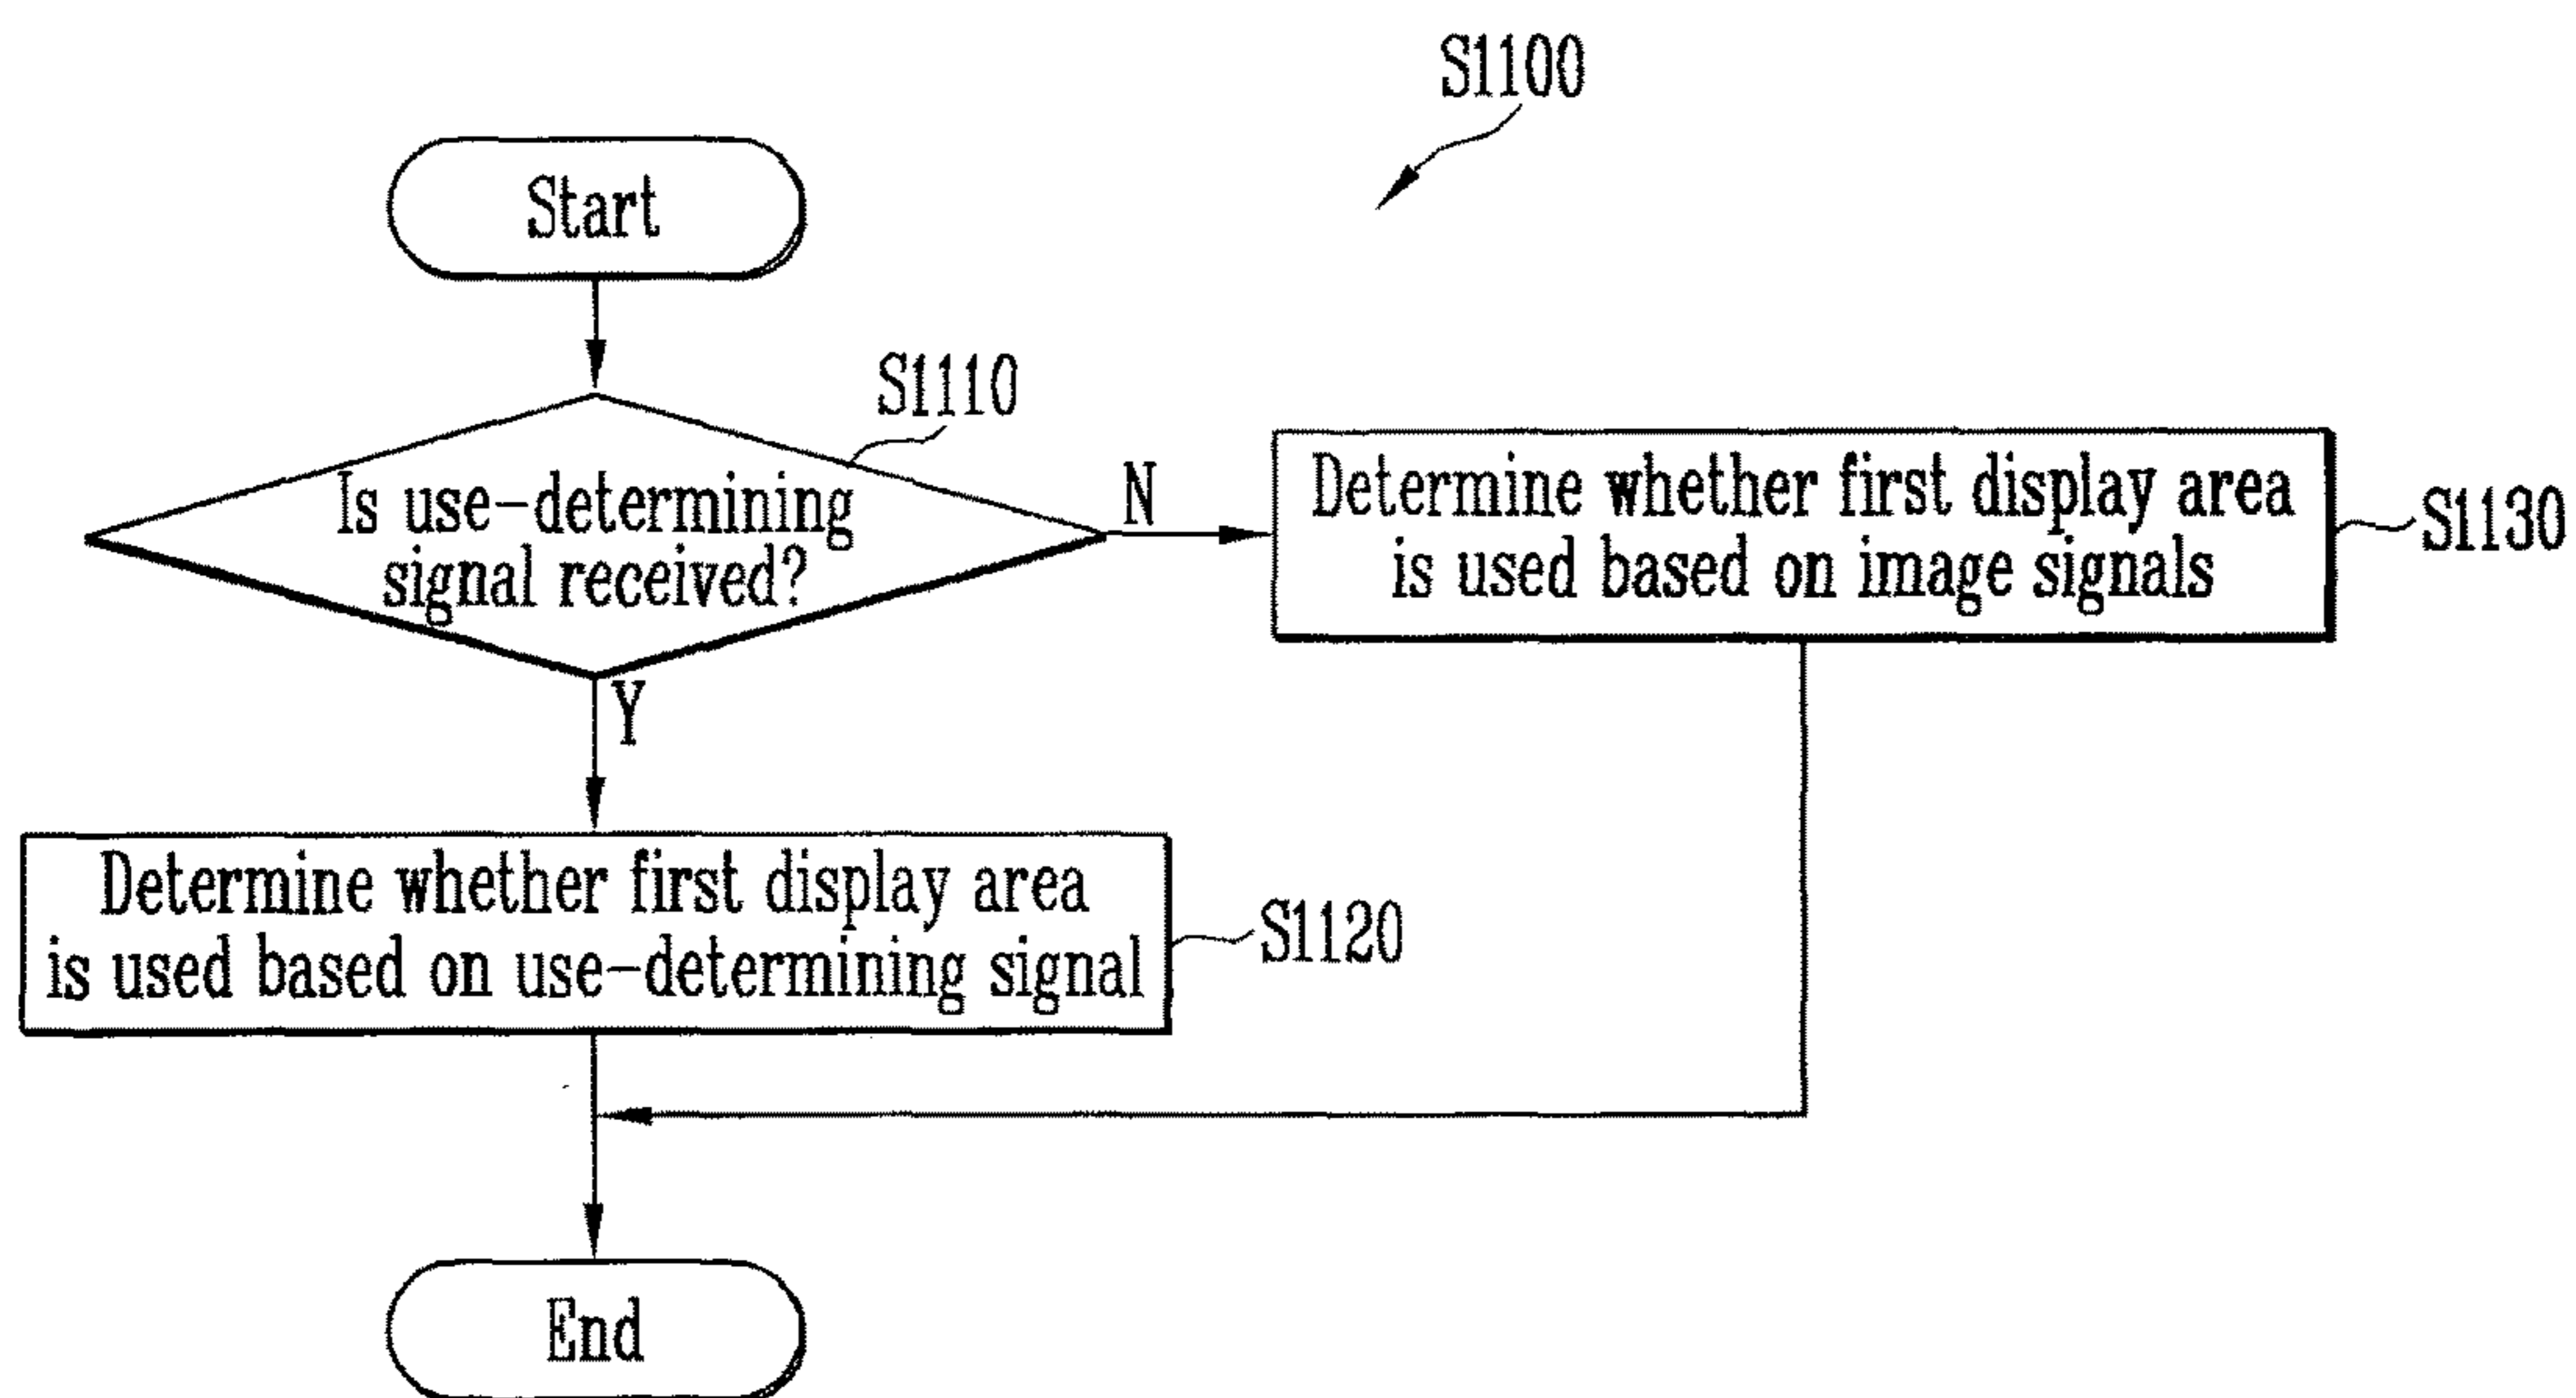 S1100
Start
S1110
Is use-determining
signal received?
N
Determine whether first display area
is used based on image signals
S1130
Y
Determine whether first display area
is used based on use-determining signal
S1120
End